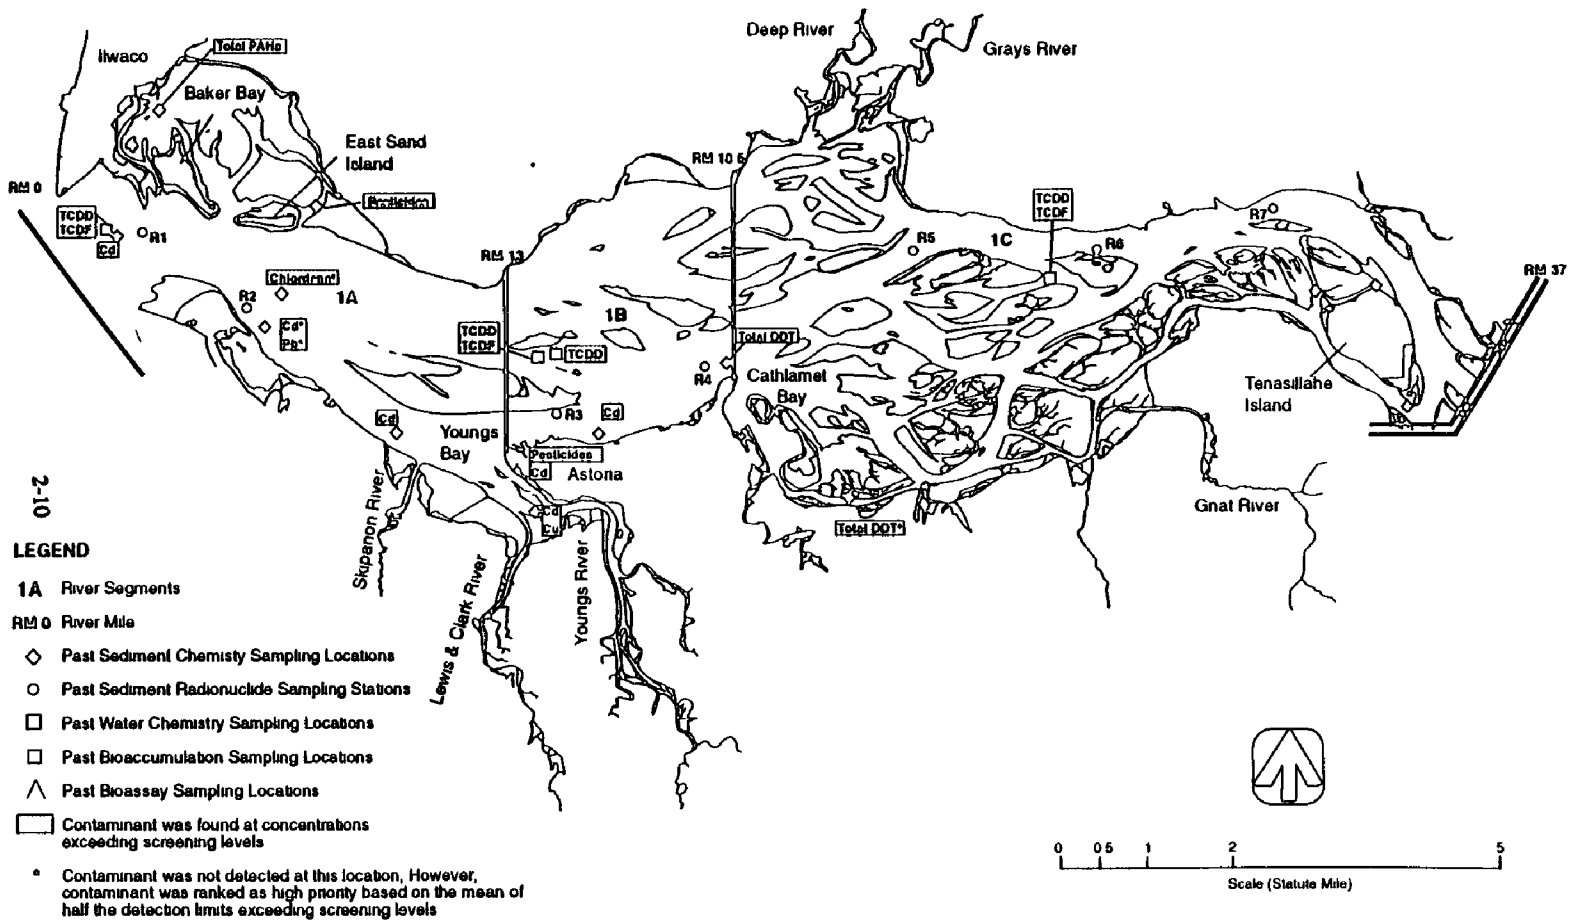 Deep River
Grays River
Ilwaco
Total PAHs
Baker Bay
East Sand
Island
RM 10 6
RM 0
Pesticides
TCDD
TCDF
Cd
R1
TCDD
TCDF
R5
1C
R6
R7
RM 13
RM 37
Chlordane*
1A
R2
Cd*
Pb*
1B
TCDD
TCDF
TCDD
Total DDT
R4
Cathlamet
Bay
Tenasillahe
Island
R3
Cd
Cd
Youngs
Bay
Pesticides
Cd
Astoria
Cd
Cu
Total DDT*
Gnat River
2-10
Skipanon River
Lewis & Clark River
Youngs River
LEGEND
1A River Segments
RM 0 River Mile
Past Sediment Chemisty Sampling Locations
Past Sediment Radionuclide Sampling Stations
Past Water Chemistry Sampling Locations
Past Bioaccumulation Sampling Locations
Past Bioassay Sampling Locations
Contaminant was found at concentrations
exceeding screening levels
* Contaminant was not detected at this location, However,
contaminant was ranked as high priority based on the mean of
half the detection limits exceeding screening levels
0 0 5 1 2 5
Scale (Statute Mile)